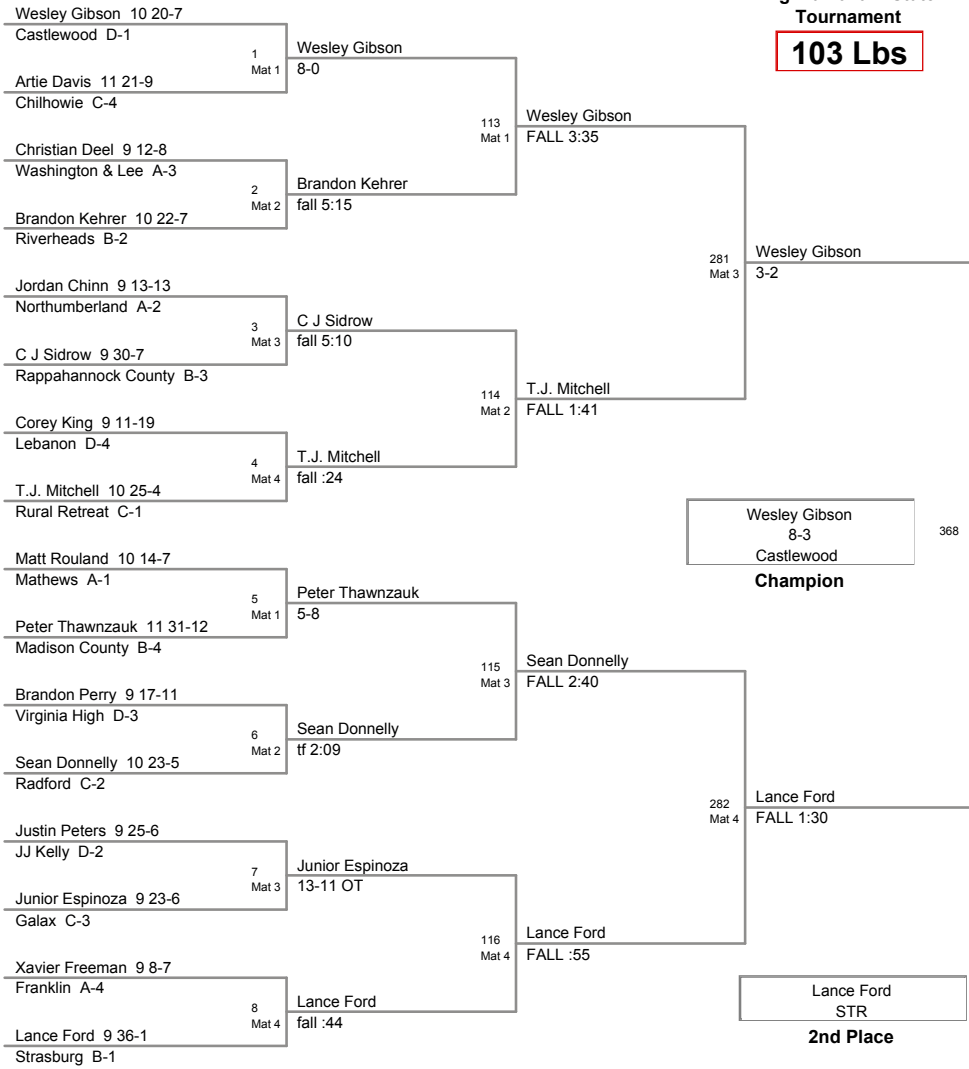 Tournament
103 Lbs
Wesley Gibson 10 20-7
Castlewood D-1
1
Mat 1
Wesley Gibson
8-0
Artie Davis 11 21-9
Chilhowie C-4
113
Mat 1
Wesley Gibson
FALL 3:35
Christian Deel 9 12-8
Washington & Lee A-3
2
Mat 2
Brandon Kehrer
fall 5:15
Brandon Kehrer 10 22-7
Riverheads B-2
281
Mat 3
Wesley Gibson
3-2
Jordan Chinn 9 13-13
Northumberland A-2
3
Mat 3
C J Sidrow
fall 5:10
C J Sidrow 9 30-7
Rappahannock County B-3
114
Mat 2
T.J. Mitchell
FALL 1:41
Corey King 9 11-19
Lebanon D-4
4
Mat 4
T.J. Mitchell
fall :24
T.J. Mitchell 10 25-4
Rural Retreat C-1
Wesley Gibson
8-3
Castlewood
368
Champion
Matt Rouland 10 14-7
Mathews A-1
5
Mat 1
Peter Thawnzauk
5-8
Peter Thawnzauk 11 31-12
Madison County B-4
115
Mat 3
Sean Donnelly
FALL 2:40
Brandon Perry 9 17-11
Virginia High D-3
6
Mat 2
Sean Donnelly
tf 2:09
Sean Donnelly 10 23-5
Radford C-2
282
Mat 4
Lance Ford
FALL 1:30
Justin Peters 9 25-6
JJ Kelly D-2
7
Mat 3
Junior Espinoza
13-11 OT
Junior Espinoza 9 23-6
Galax C-3
116
Mat 4
Lance Ford
FALL :55
Xavier Freeman 9 8-7
Franklin A-4
8
Mat 4
Lance Ford
fall :44
Lance Ford 9 36-1
Strasburg B-1
Lance Ford
STR
2nd Place